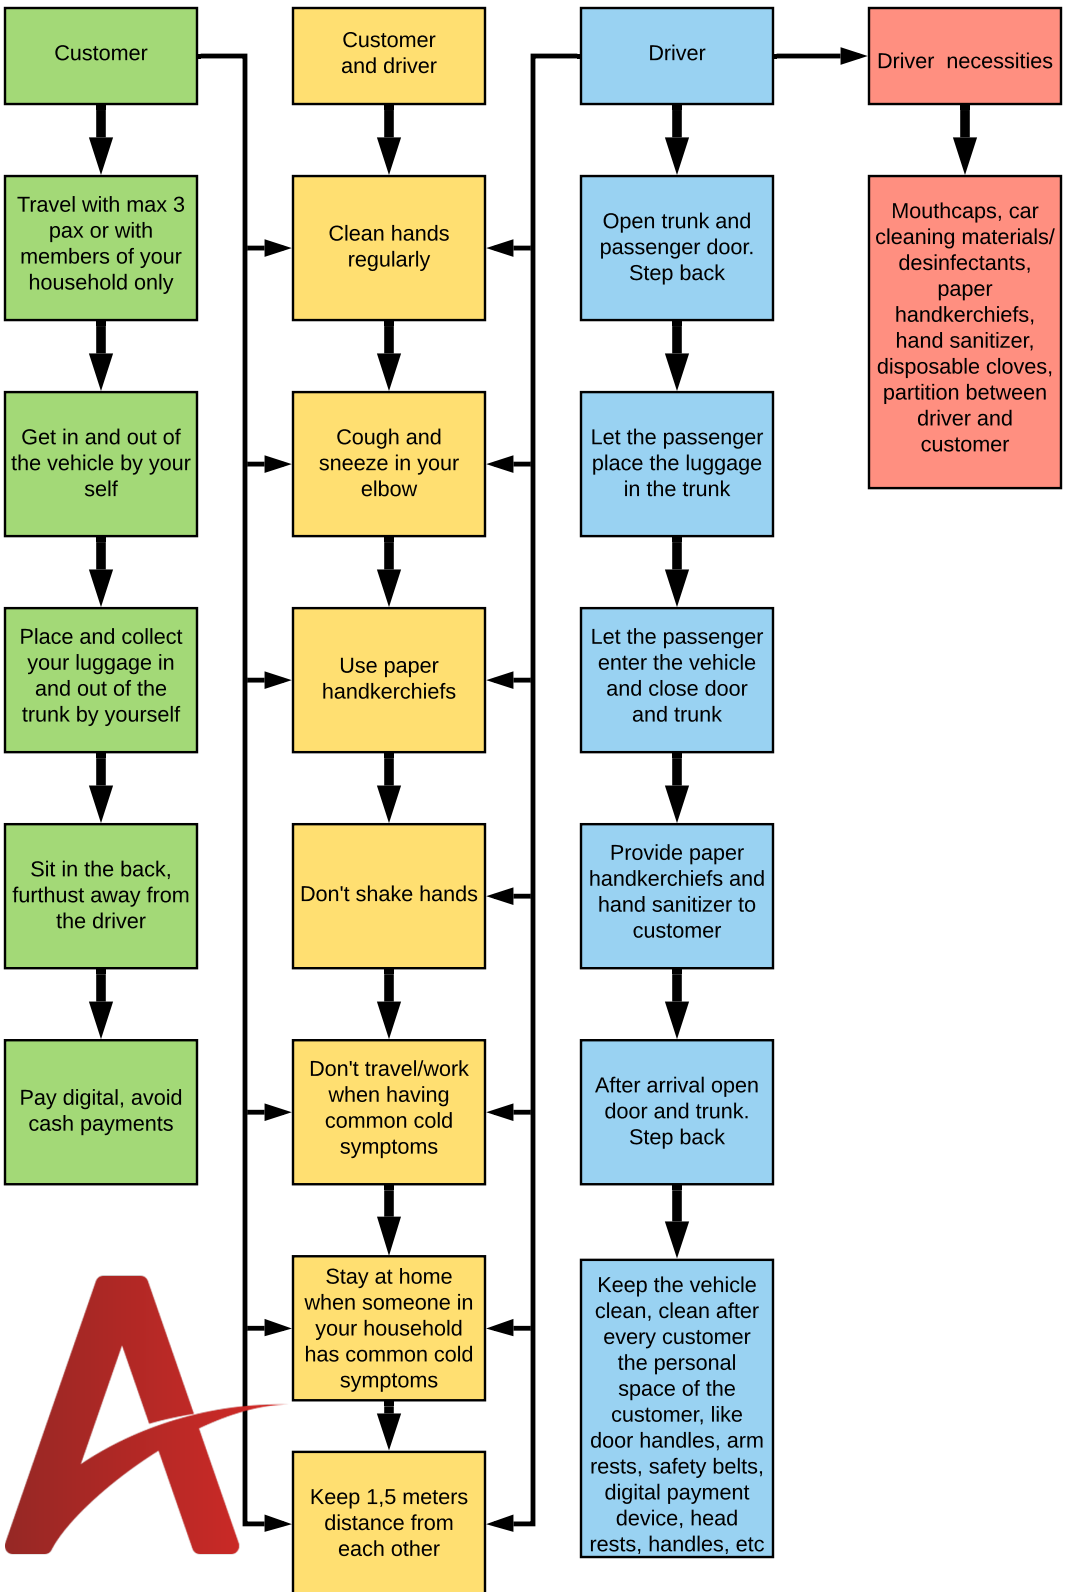 Customer
Travel with max 3
pax or with
members of your
household only
Get in and out of
the vehicle by your
self
Place and collect
your luggage in
and out of the
trunk by yourself
Sit in the back,
furthust away from
the driver
Pay digital, avoid
cash payments
Customer
and driver
Clean hands
regularly
Cough and
sneeze in your
elbow
Use paper
handkerchiefs
Don't shake hands
Don't travel/work
when having
common cold
symptoms
Stay at home
when someone in
your household
has common cold
symptoms
Keep 1,5 meters
distance from
each other
Driver
Open trunk and
passenger door.
Step back
Let the passenger
place the luggage
in the trunk
Let the passenger
enter the vehicle
and close door
and trunk
Provide paper
handkerchiefs and
hand sanitizer to
customer
After arrival open
door and trunk.
Step back
Keep the vehicle
clean, clean after
every customer
the personal
space of the
customer, like
door handles, arm
rests, safety belts,
digital payment
device, head
rests, handles, etc
Driver  necessities
Mouthcaps, car
cleaning materials/
desinfectants,
paper
handkerchiefs,
hand sanitizer,
disposable cloves,
partition between
driver and
customer
A